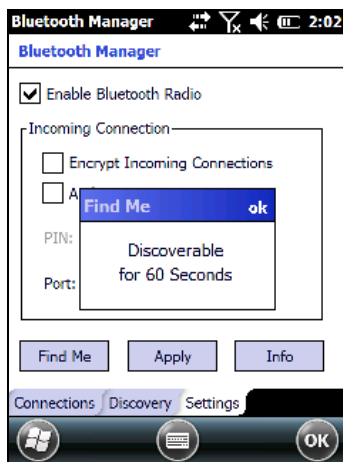 Bluetooth Manager 2:02
Bluetooth Manager
Enable Bluetooth Radio
Incoming Connection
Encrypt Incoming Connections
Find Me ok
Discoverable
for 60 Seconds
PIN:
Port:
Find Me Apply Info
Connections Discovery Settings
OK